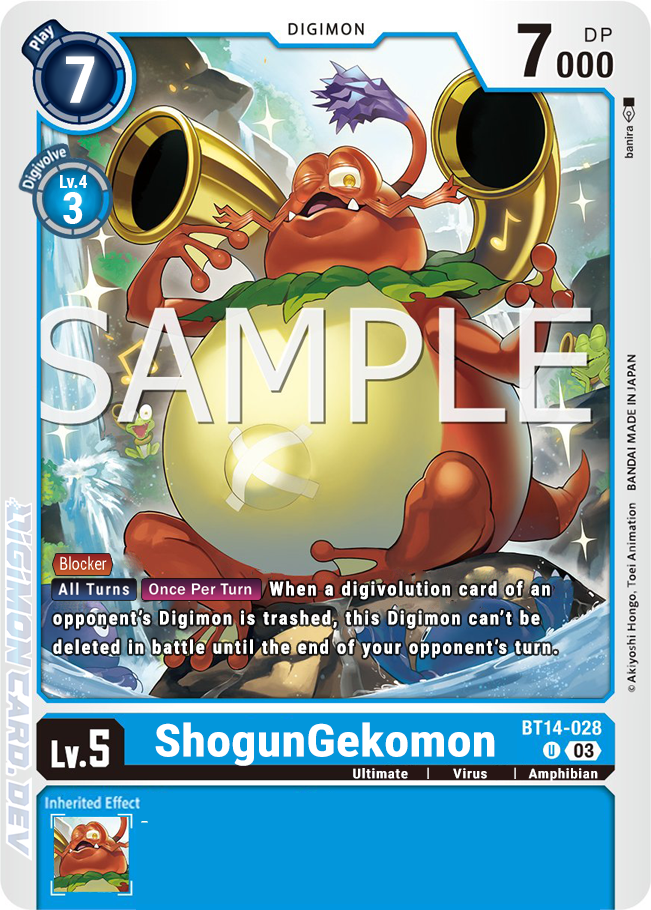 DIGIMON
Play
7
DP
7000
Digivolve
Lv.4
3
banira
SAMPLE
Blocker
All Turns Once Per Turn When a digivolution card of an
opponent's Digimon is trashed, this Digimon can't be
deleted in battle until the end of your opponent's turn.
© Akiyoshi Hongo, Toei Animation BANDAI MADE IN JAPAN
DIGIMONCARD.DEV
Lv.5
ShogunGekomon
BT14-028
U 03
Ultimate | Virus | Amphibian
Inherited Effect
-